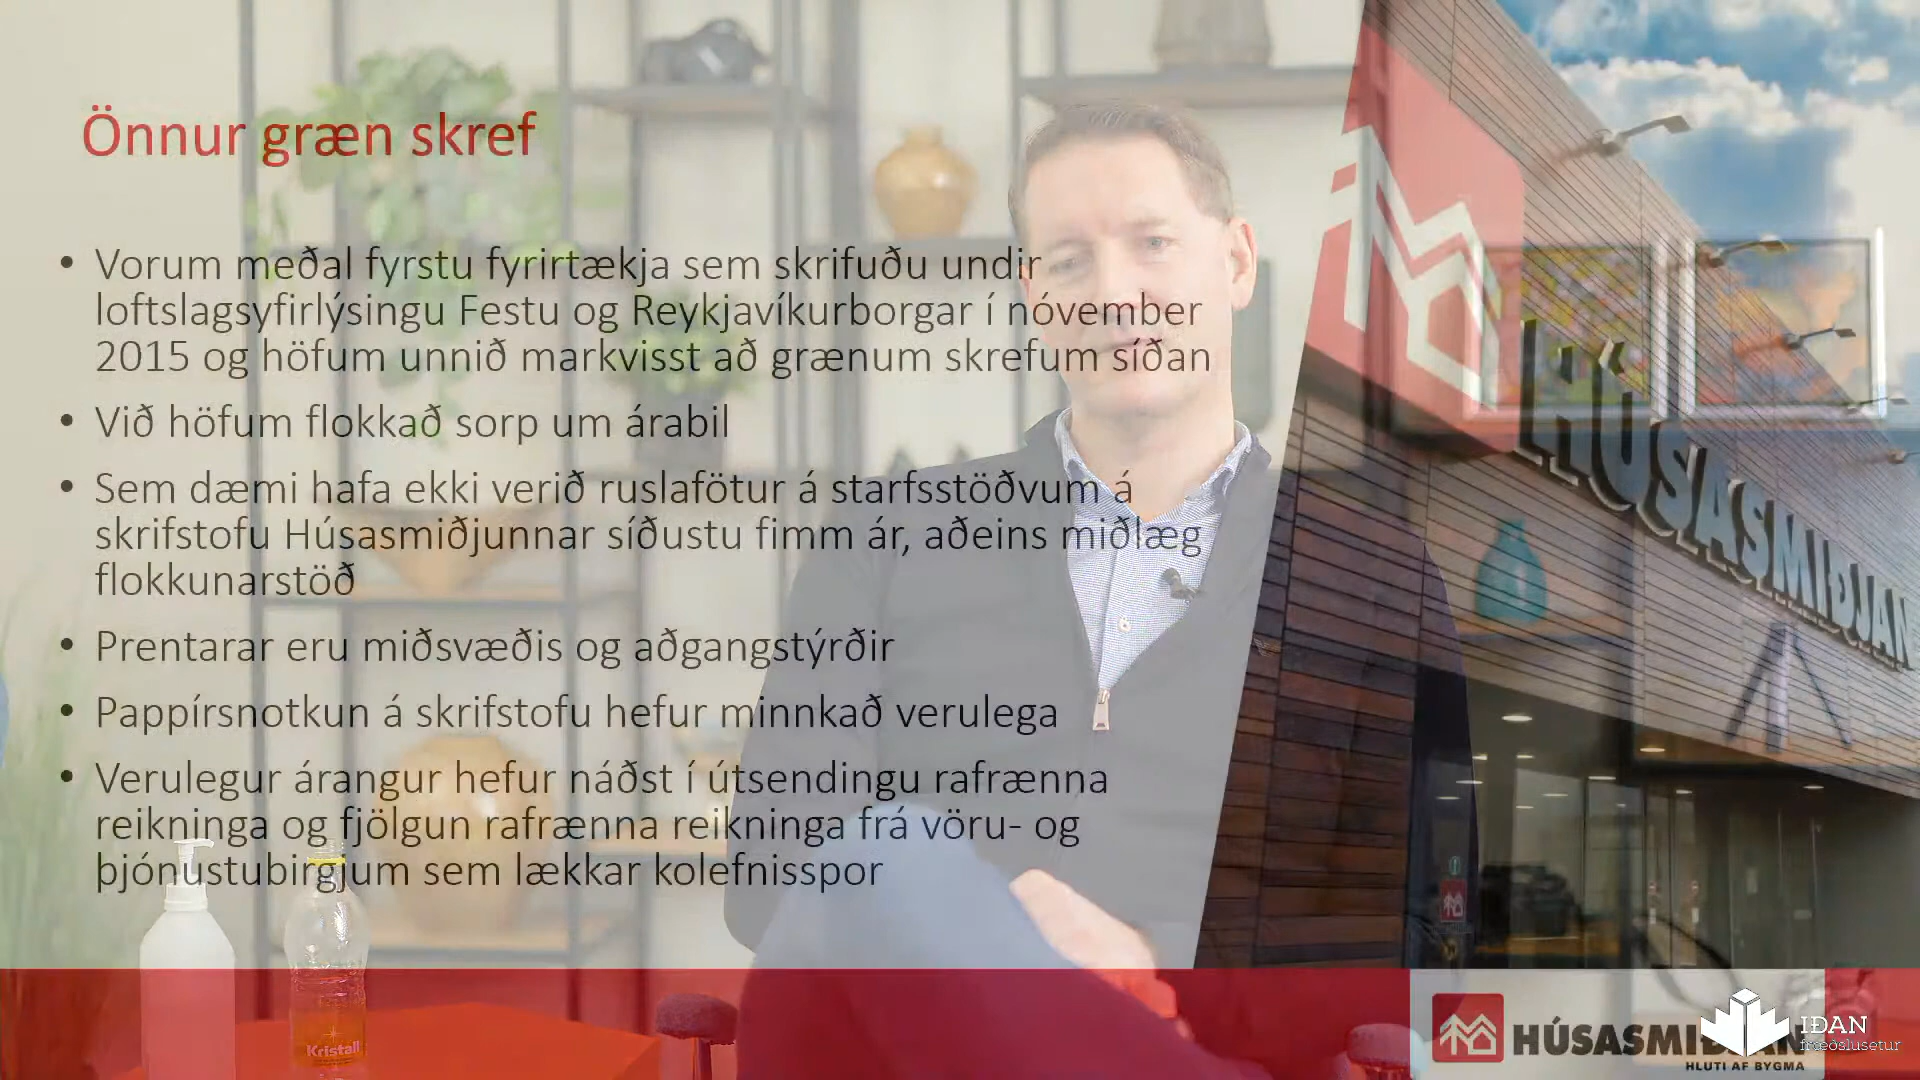 Önnur græn skref
• Vorum meðal fyrstu fyrirtækja sem skrifuðu undir
loftslagsyfirlýsingu Festu og Reykjavíkurborgar í nóvember
2015 og höfum unnið markvisst að grænum skrefum síðan
• Við höfum flokkað sorp um árabil
• Sem dæmi hafa ekki verið ruslafötur á starfsstöðvum á
skrifstofu Húsasmiðjunnar síðustu fimm ár, aðeins miðlæg
flokkunarstöð
• Prentarar eru miðsvæðis og aðgangstýrðir
• Pappírsnotkun á skrifstofu hefur minnkað verulega
• Verulegur árangur hefur náðst í útsendingu rafrænna
reikninga og fjölgun rafrænna reikninga frá vöru- og
þjónustubirgjum sem lækkar kolefnisspor
HÚSASMIÐJAN
Kristall
HÚSASMIÐJAN
HLUTI AF BYGMA
IÐAN
fræðslusetur